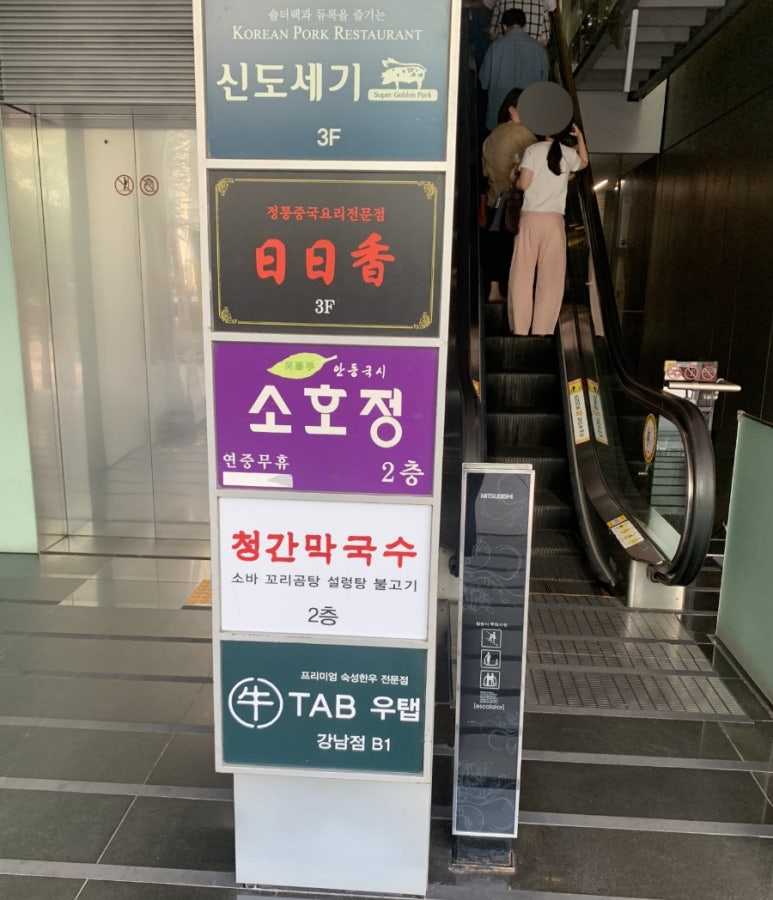 숄더랙과 듀록을 즐기는
KOREAN PORK RESTAURANT
신도세기
Super Golden Pork
3F
정통중국요리전문점
日日香
3F
笑豪亭 안동국시
소호정
연중무휴
2층
청간막국수
소바 꼬리곰탕 설렁탕 불고기
2층
프리미엄 숙성한우 전문점
牛 TAB 우탭
강남점 B1
MITSUBISHI
[escalator]